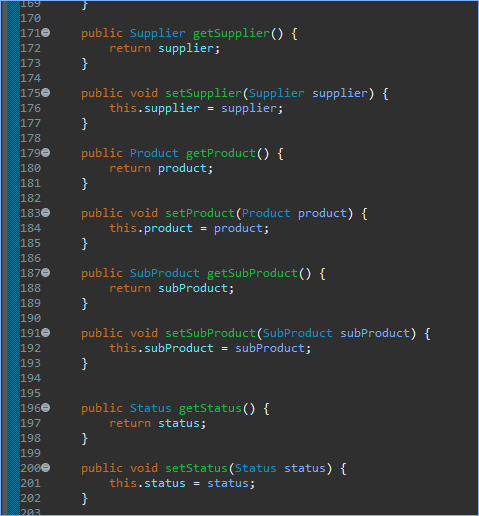 169 }
170
171 public Supplier getSupplier() {
172 return supplier;
173 }
174
175 public void setSupplier(Supplier supplier) {
176 this.supplier = supplier;
177 }
178
179 public Product getProduct() {
180 return product;
181 }
182
183 public void setProduct(Product product) {
184 this.product = product;
185 }
186
187 public SubProduct getSubProduct() {
188 return subProduct;
189 }
190
191 public void setSubProduct(SubProduct subProduct) {
192 this.subProduct = subProduct;
193 }
194
195
196 public Status getStatus() {
197 return status;
198 }
199
200 public void setStatus(Status status) {
201 this.status = status;
202 }
203